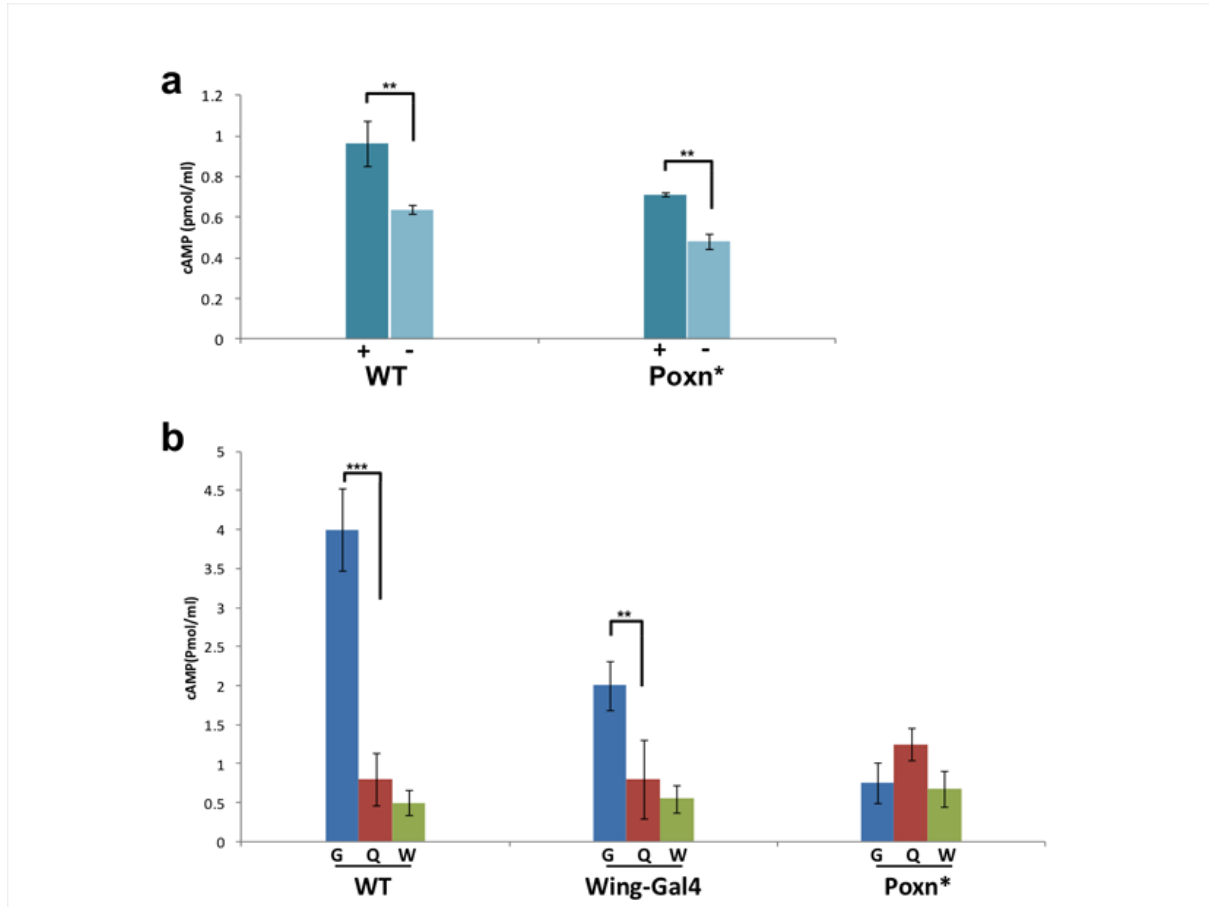 a
cAMP (pmol/ml)
1.2
1
0.8
0.6
0.4
0.2
0
**
**
+ - + -
WT Poxn*
b
cAMP(Pmol/ml)
5
4.5
4
3.5
3
2.5
2
1.5
1
0.5
0
***
**
G Q W G Q W G Q W
WT Wing-Gal4 Poxn*